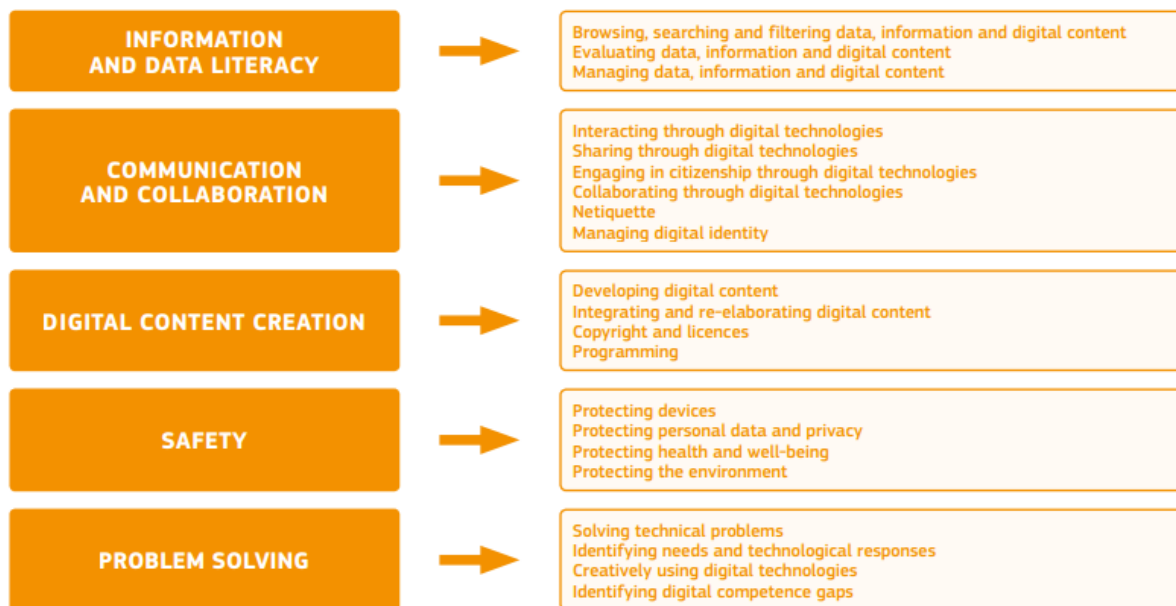 INFORMATION
AND DATA LITERACY
Browsing, searching and filtering data, information and digital content
Evaluating data, information and digital content
Managing data, information and digital content
COMMUNICATION
AND COLLABORATION
Interacting through digital technologies
Sharing through digital technologies
Engaging in citizenship through digital technologies
Collaborating through digital technologies
Netiquette
Managing digital identity
DIGITAL CONTENT CREATION
Developing digital content
Integrating and re-elaborating digital content
Copyright and licences
Programming
SAFETY
Protecting devices
Protecting personal data and privacy
Protecting health and well-being
Protecting the environment
PROBLEM SOLVING
Solving technical problems
Identifying needs and technological responses
Creatively using digital technologies
Identifying digital competence gaps